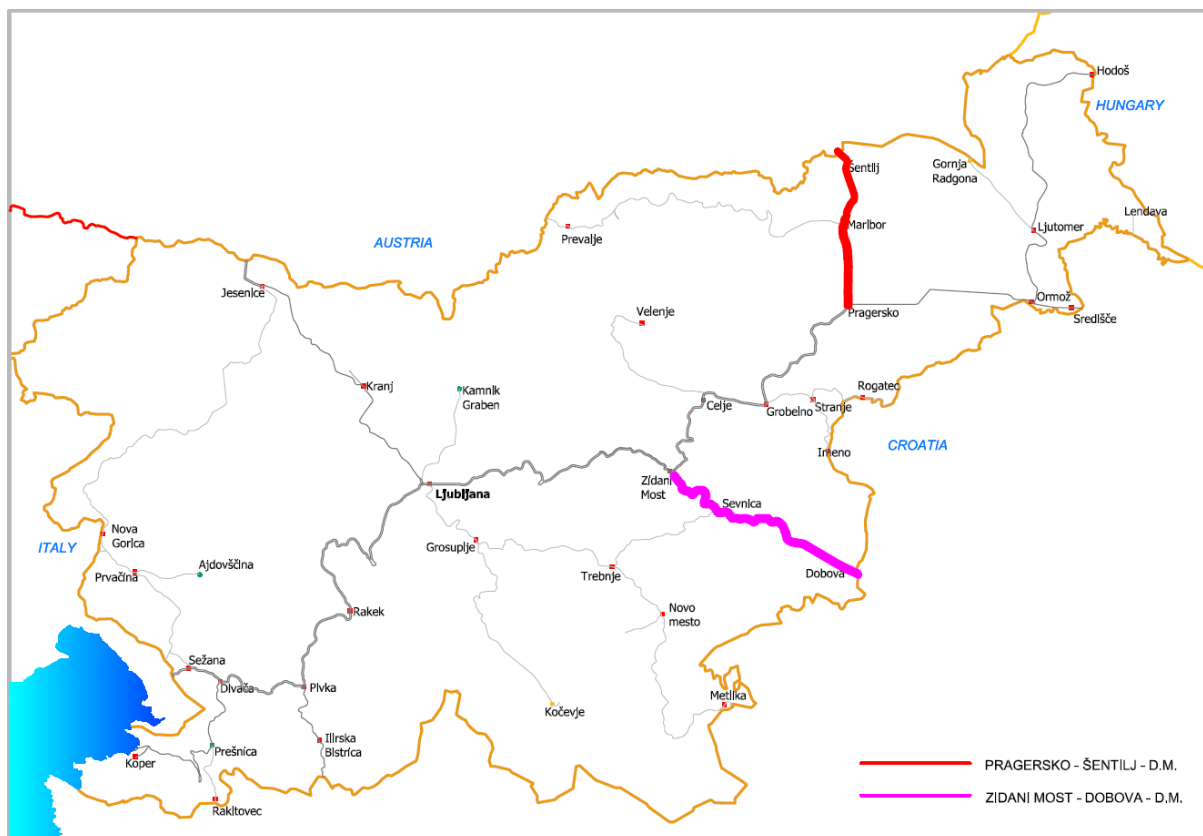 Hodoš
HUNGARY
Šentilj
Gornja
Radgona
Lendava
Maribor
Ljutomer
Prevalje
AUSTRIA
Jesenice
Ormož
Središče
Velenje
Pragersko
Kranj
Kamnik
Graben
Rogatec
Celje
Grobelno
Stranje
CROATIA
Imeno
Ljubljana
Zidani
Most
Sevnica
Nova
Gorica
ITALY
Grosuplje
Ajdovščina
Prvačina
Trebnje
Dobova
Rakek
Novo
mesto
Sežana
Divača
Pivka
Metlika
Kočevje
Ilirska
Bistrica
Prešnica
Koper
Rakitovec
PRAGERSKO - ŠENTILJ - D.M.
ZIDANI MOST - DOBOVA - D.M.